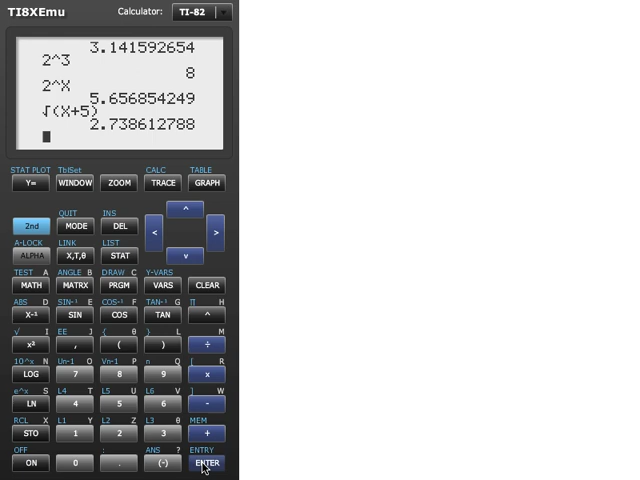 TI8XEmu Calculator: TI-82
3.141592654
2^3
8
2^X
5.656854249
√(X+5)
2.738612788
STAT PLOT TblSet CALC TABLE
Y= WINDOW ZOOM TRACE GRAPH
QUIT INS ^
2nd MODE DEL < >
A-LOCK LINK LIST v
ALPHA X,T,θ STAT
TEST A ANGLE B DRAW C Y-VARS
MATH MATRX PRGM VARS CLEAR
ABS D SIN⁻¹ E COS⁻¹ F TAN⁻¹ G Π H
X⁻¹ SIN COS TAN ^
√ I EE J { θ } L M
x² , ( ) ÷
10^x N Un-1 O Vn-1 P n Q [ R
LOG 7 8 9 x
e^x S L4 T L5 U L6 V ] W
LN 4 5 6 -
RCL X L1 Y L2 Z L3 θ MEM
STO 1 2 3 +
OFF : ANS ? ENTRY
ON 0 . (-) ENTER